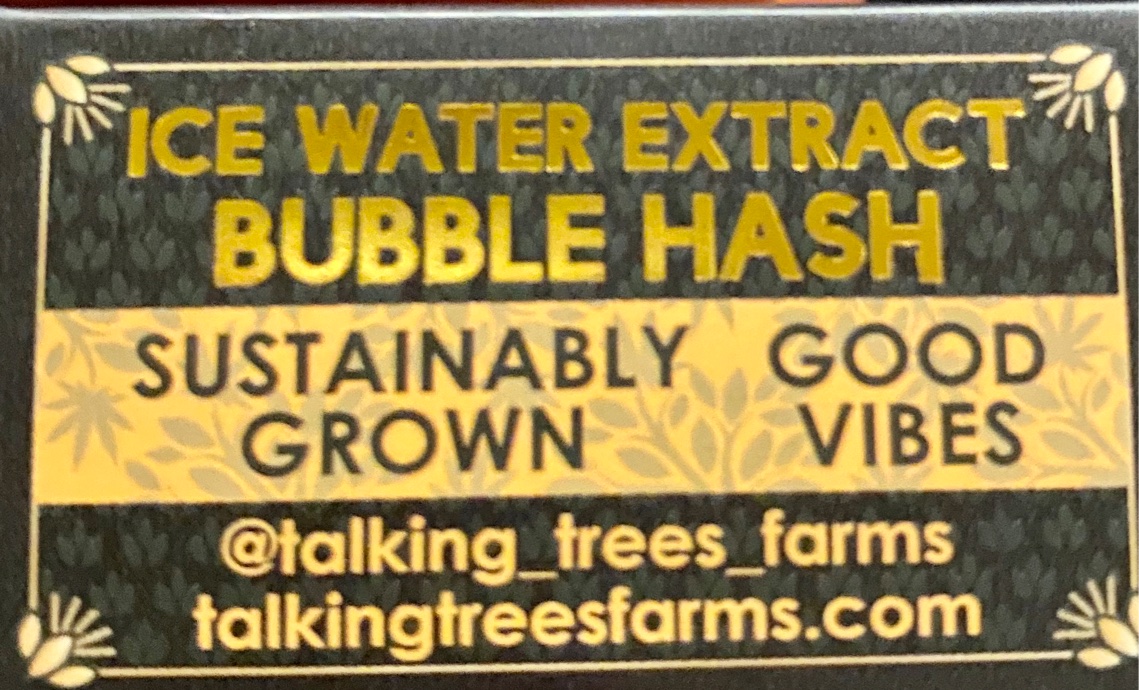 ICE WATER EXTRACT
BUBBLE HASH
SUSTAINABLY GROWN
GOOD VIBES
@talking_trees_farms
talkingtreesfarms.com